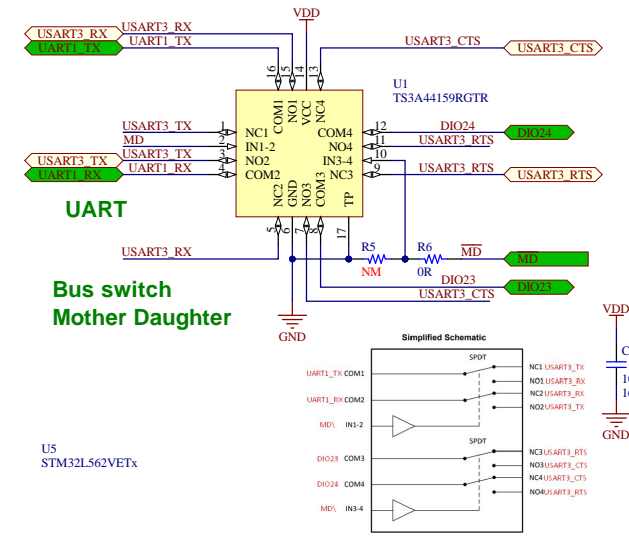 VDD
USART3_RX
UART1_TX
USART3_RX
UART1_TX
USART3_CTS
USART3_CTS
16
15
14
13
COM1
NO1
VCC
NC4
U1
TS3A44159RGTR
USART3_TX
1
NC1
COM4
12
DIO24
DIO24
MD
2
IN1-2
NO4
11
USART3_RTS
USART3_TX
USART3_TX
3
NO2
IN3-4
10
UART1_RX
UART1_RX
4
COM2
NC3
9
USART3_RTS
USART3_RTS
NC2
GND
NO3
COM3
TP
5
6
7
8
17
UART
USART3_RX
R5
NM
R6
0R
MD
MD
DIO23
DIO23
USART3_CTS
Bus switch
Mother Daughter
GND
VDD
GND
Simplified Schematic
SPDT
UART1_TX COM1
NC1 USART3_TX
NO1 USART3_RX
UART1_RX COM2
NC2 USART3_RX
NO2 USART3_TX
MD\ IN1-2
SPDT
DIO23 COM3
NC3 USART3_RTS
NO3 USART3_CTS
DIO24 COM4
NC4 USART3_CTS
NO4 USART3_RTS
MD\ IN3-4
U5
STM32L562VETx